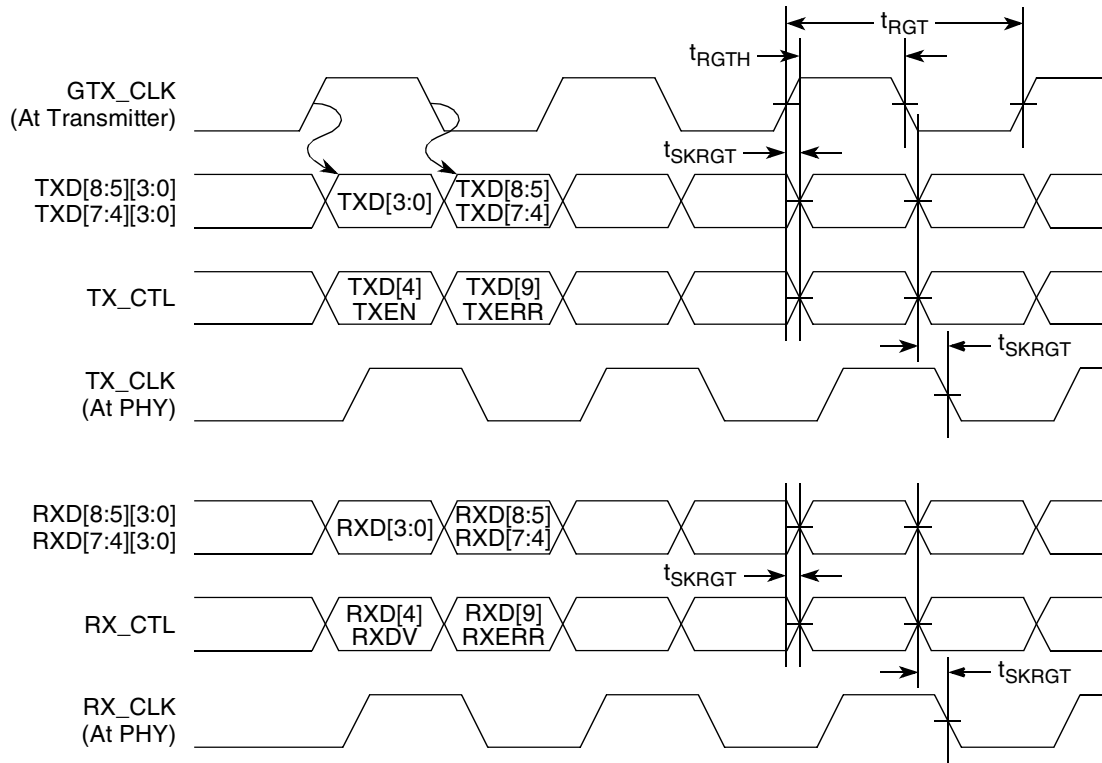 tRGT
tRGTH
GTX_CLK
(At Transmitter)
tSKRGT
TXD[8:5][3:0]
TXD[7:4][3:0]
TXD[3:0]
TXD[8:5]
TXD[7:4]
TX_CTL
TXD[4]
TXEN
TXD[9]
TXERR
tSKRGT
TX_CLK
(At PHY)
RXD[8:5][3:0]
RXD[7:4][3:0]
RXD[3:0]
RXD[8:5]
RXD[7:4]
tSKRGT
RX_CTL
RXD[4]
RXDV
RXD[9]
RXERR
tSKRGT
RX_CLK
(At PHY)